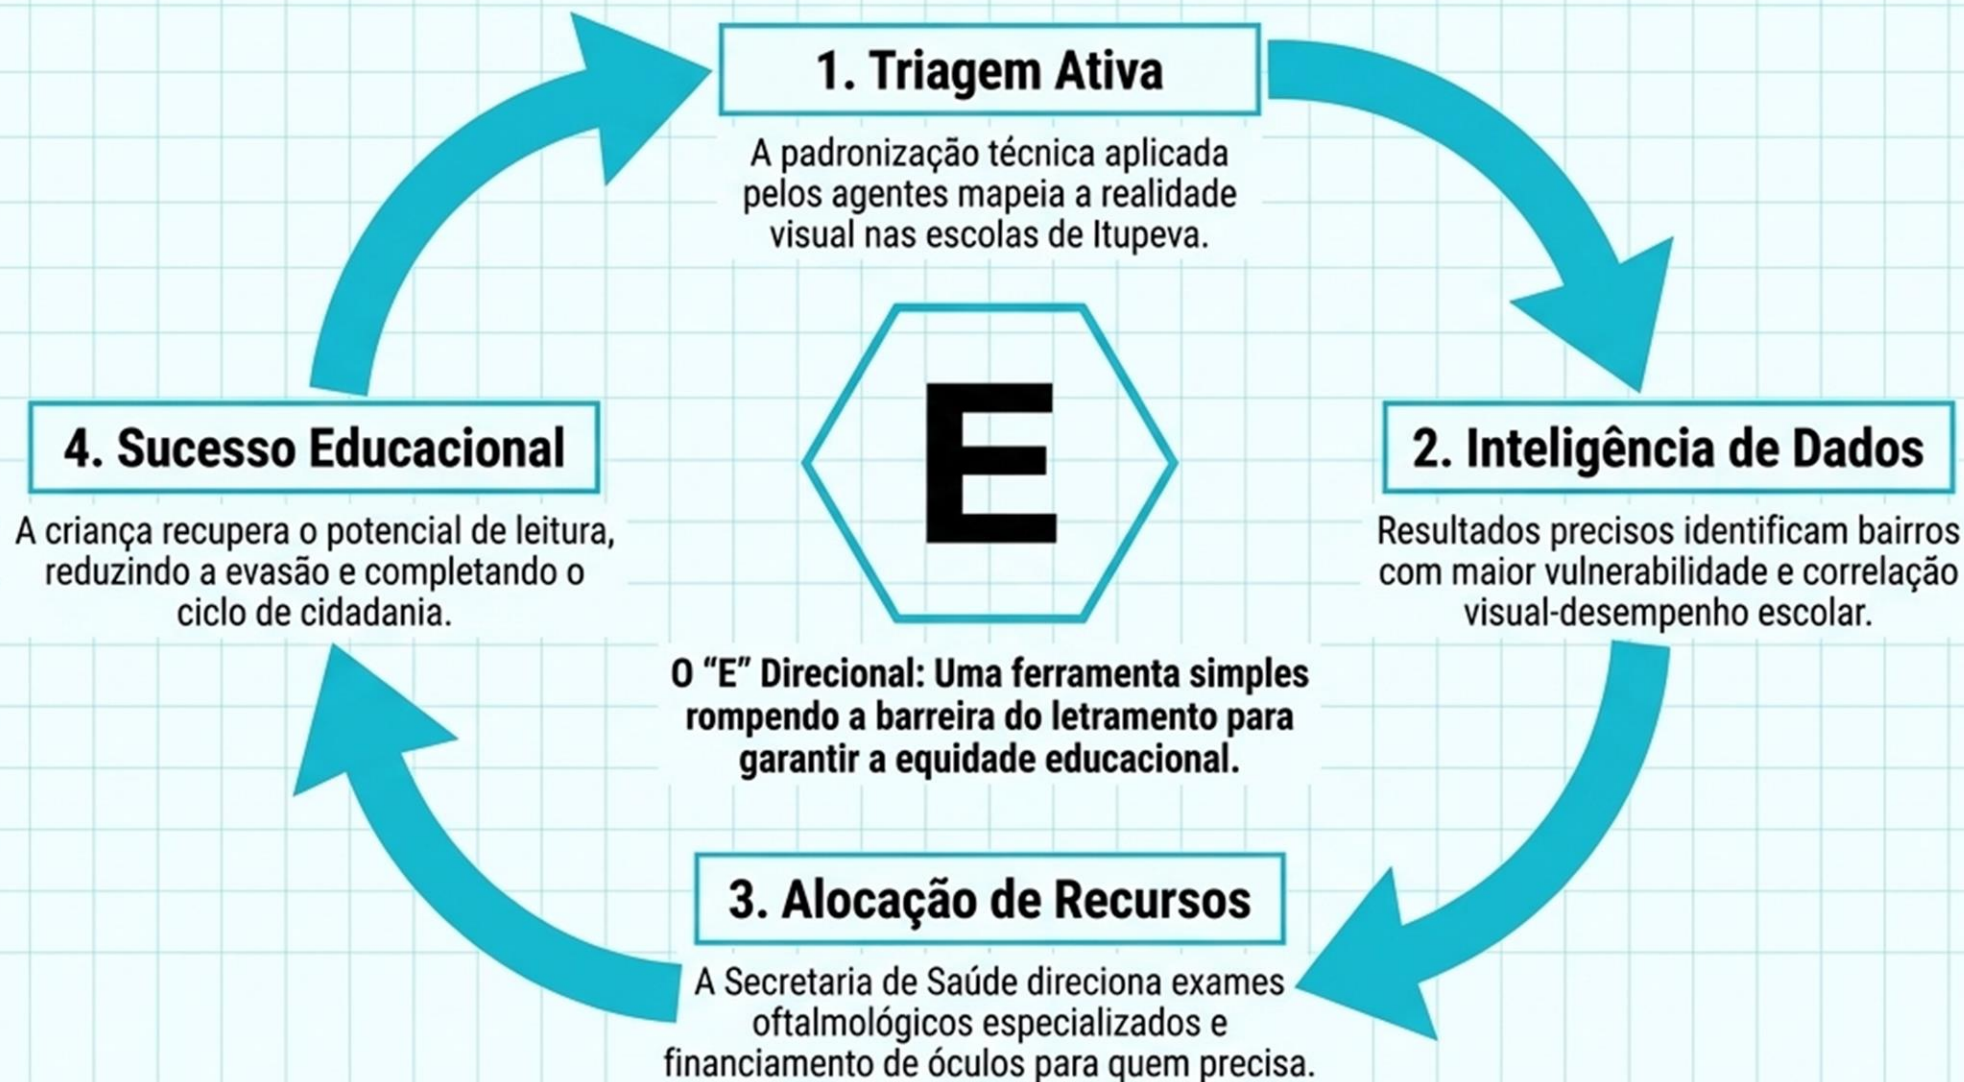 1. Triagem Ativa
A padronização técnica aplicada
pelos agentes mapeia a realidade
visual nas escolas de Itupeva.
2. Inteligência de Dados
Resultados precisos identificam bairros
com maior vulnerabilidade e correlação
visual-desempenho escolar.
3. Alocação de Recursos
A Secretaria de Saúde direciona exames
oftalmológicos especializados e
financiamento de óculos para quem precisa.
4. Sucesso Educacional
A criança recupera o potencial de leitura,
reduzindo a evasão e completando o
ciclo de cidadania.
E
O “E” Direcional: Uma ferramenta simples
rompendo a barreira do letramento para
garantir a equidade educacional.